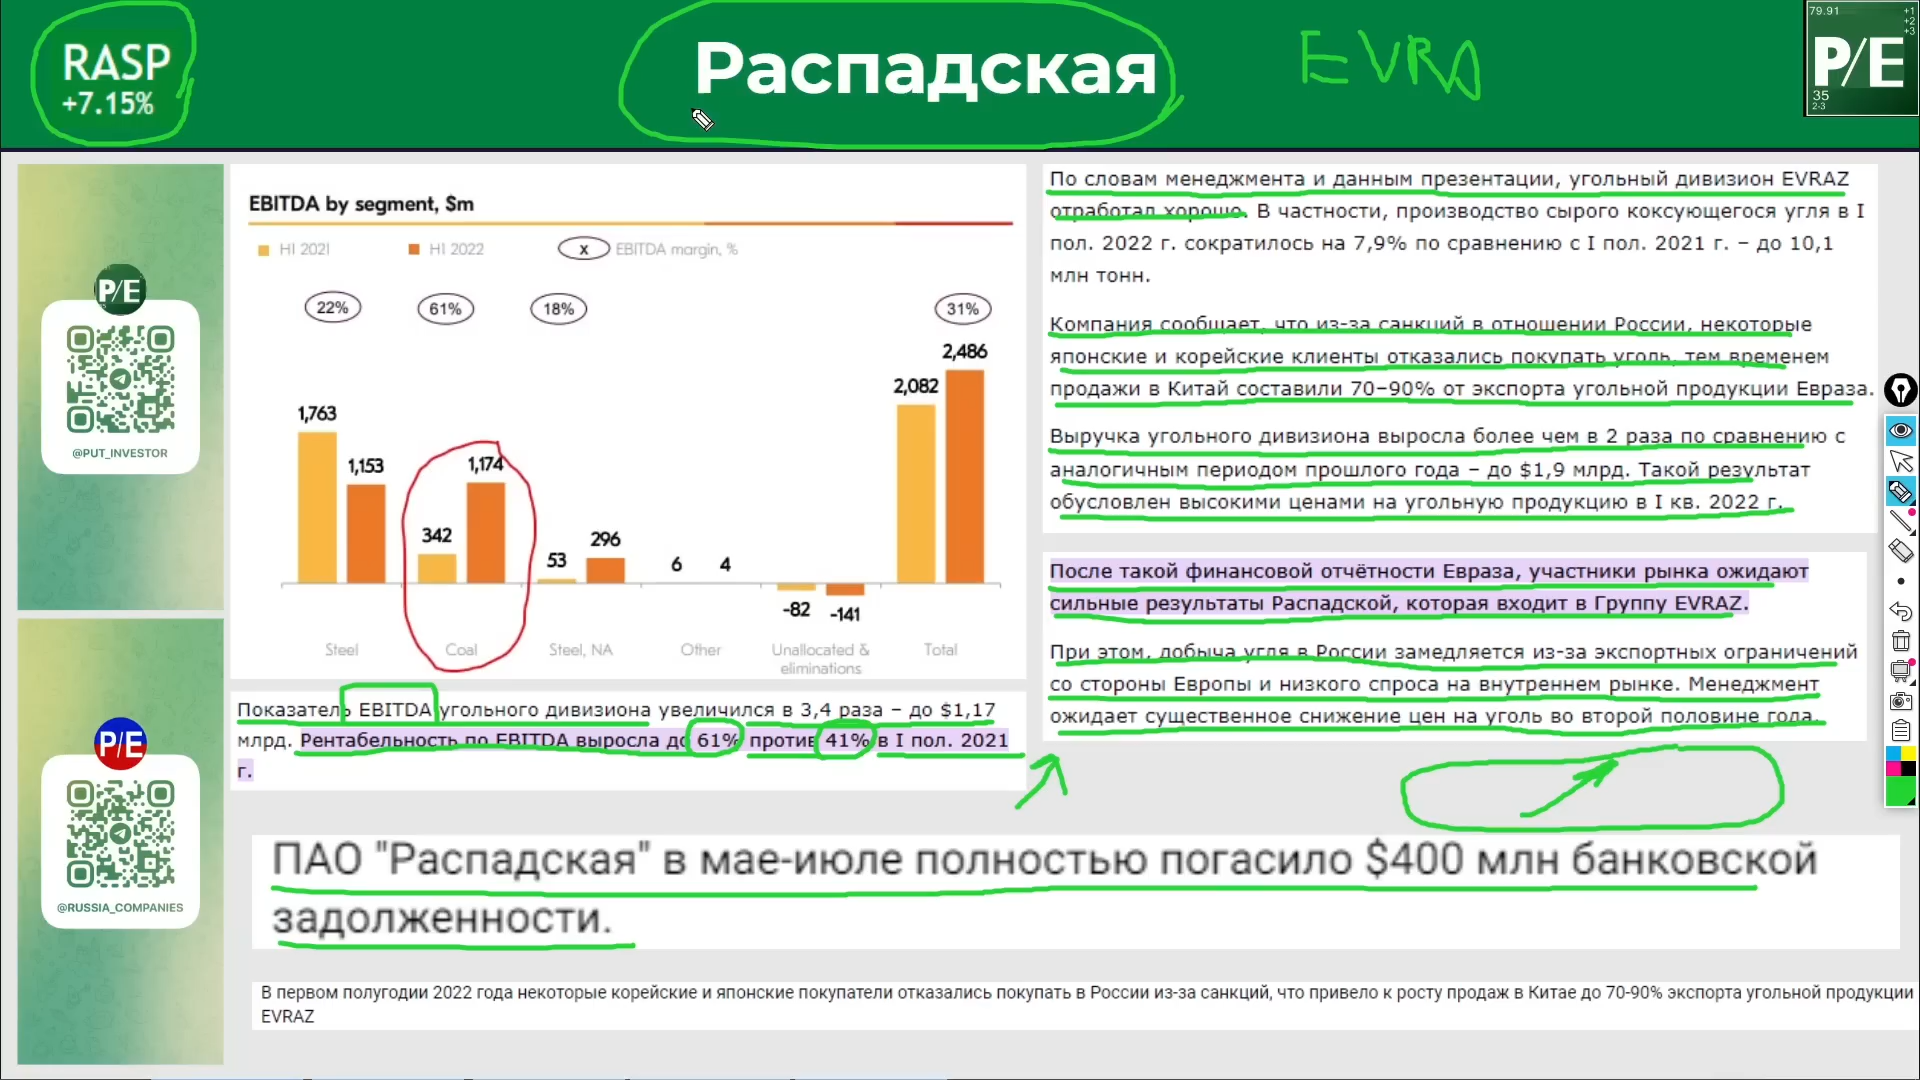 RASP
+7.15%
Распадская
EVRA
79.91
+1
+2
+3
P/E
35
2-3
P/E
@PUT_INVESTOR
P/E
@RUSSIA_COMPANIES
EBITDA by segment, $m
H1 2021
H1 2022
x
EBITDA margin, %
22%
61%
18%
31%
1,763
1,153
342
1,174
53
296
6
4
-82
-141
2,082
2,486
Steel
Coal
Steel, NA
Other
Unallocated &
eliminations
Total
Показатель EBITDA угольного дивизиона увеличился в 3,4 раза – до $1,17
млрд. Рентабельность по EBITDA выросла до 61% против 41% в I пол. 2021
г.
По словам менеджмента и данным презентации, угольный дивизион EVRAZ
отработал хорошо. В частности, производство сырого коксующегося угля в I
пол. 2022 г. сократилось на 7,9% по сравнению с I пол. 2021 г. – до 10,1
млн тонн.
Компания сообщает, что из-за санкций в отношении России, некоторые
японские и корейские клиенты отказались покупать уголь, тем временем
продажи в Китай составили 70–90% от экспорта угольной продукции Евраза.
Выручка угольного дивизиона выросла более чем в 2 раза по сравнению с
аналогичным периодом прошлого года – до $1,9 млрд. Такой результат
обусловлен высокими ценами на угольную продукцию в I кв. 2022 г.
После такой финансовой отчётности Евраза, участники рынка ожидают
сильные результаты Распадской, которая входит в Группу EVRAZ.
При этом, добыча угля в России замедляется из-за экспортных ограничений
со стороны Европы и низкого спроса на внутреннем рынке. Менеджмент
ожидает существенное снижение цен на уголь во второй половине года.
ПАО "Распадская" в мае-июле полностью погасило $400 млн банковской
задолженности.
В первом полугодии 2022 года некоторые корейские и японские покупатели отказались покупать в России из-за санкций, что привело к росту продаж в Китае до 70-90% экспорта угольной продукции
EVRAZ